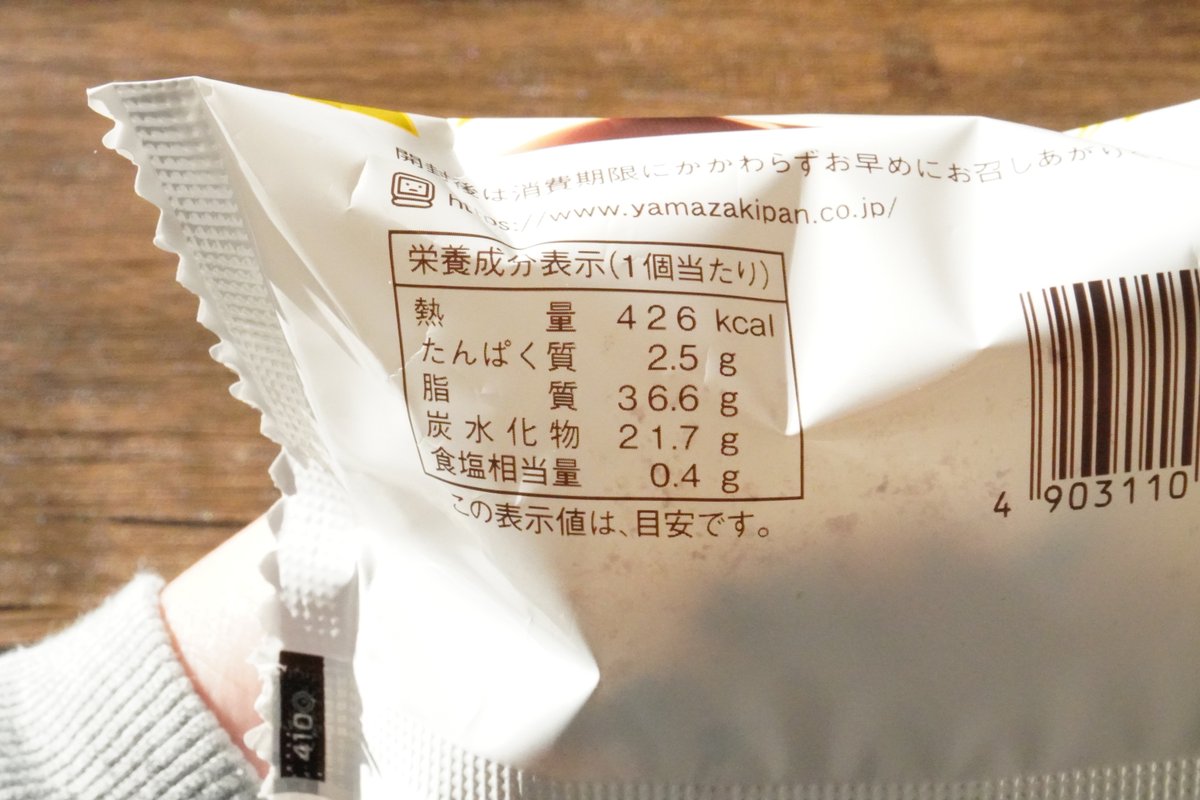 開封後は消費期限にかかわらずお早めにお召しあがり
https://www.yamazakipan.co.jp/
栄養成分表示(1個当たり)
熱量 426 kcal
たんぱく質 2.5 g
脂質 36.6 g
炭水化物 21.7 g
食塩相当量 0.4 g
この表示値は、目安です。
4 903110